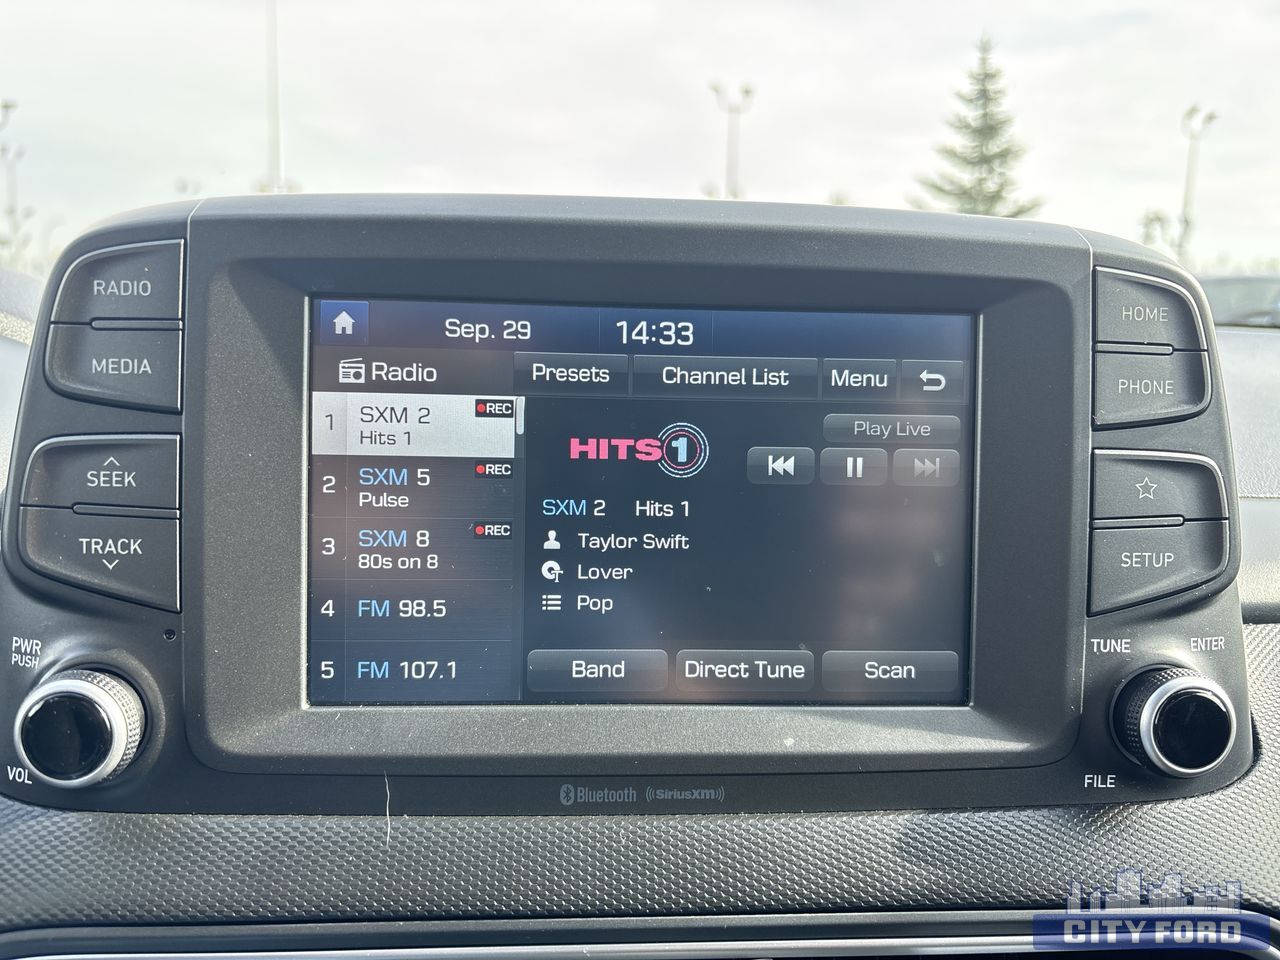 RADIO
MEDIA
SEEK
TRACK
PWR
PUSH
VOL
Sep. 29
14:33
Radio
Presets
Channel List
Menu
1 SXM 2 REC
Hits 1
2 SXM 5 REC
Pulse
3 SXM 8 REC
80s on 8
4 FM 98.5
5 FM 107.1
HITS 1
Play Live
SXM 2 Hits 1
Taylor Swift
Lover
Pop
Band
Direct Tune
Scan
HOME
PHONE
SETUP
TUNE
ENTER
FILE
Bluetooth ((SiriusXM))
CITY FORD